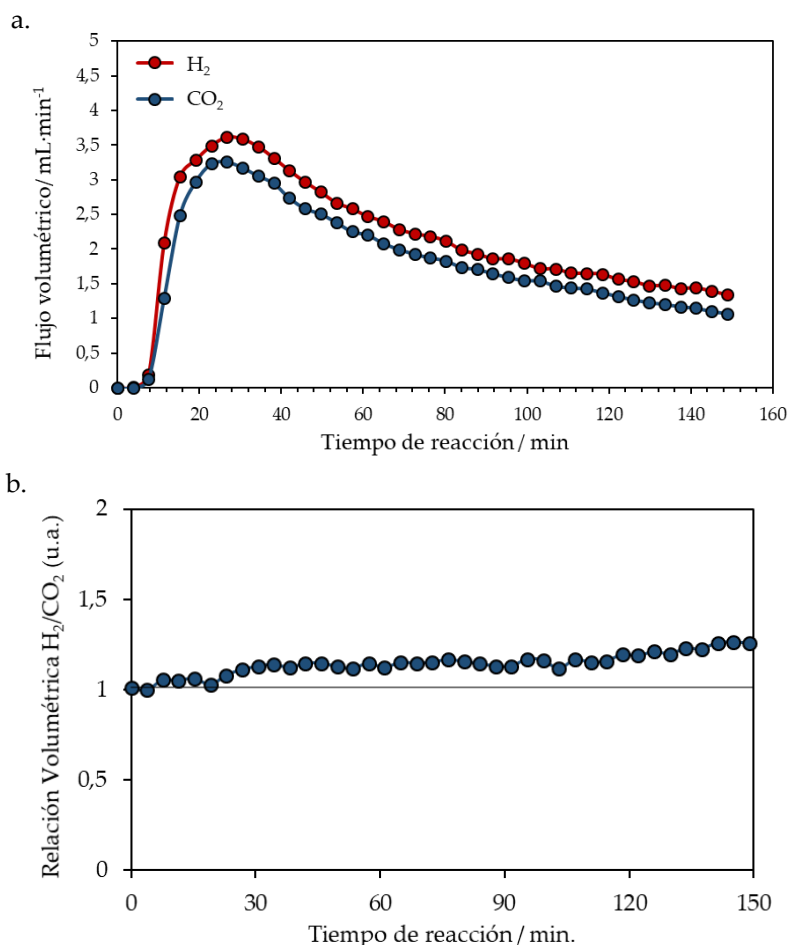 a.
5
4,5
4
3,5
3
2,5
2
1,5
1
0,5
0
H₂
CO₂
Flujo volumétrico/ mL·min⁻¹
0 20 40 60 80 100 120 140 160
Tiempo de reacción / min
b.
2
1,5
1
0,5
0
Relación Volumétrica H₂/CO₂ (u.a.)
0 30 60 90 120 150
Tiempo de reacción / min.